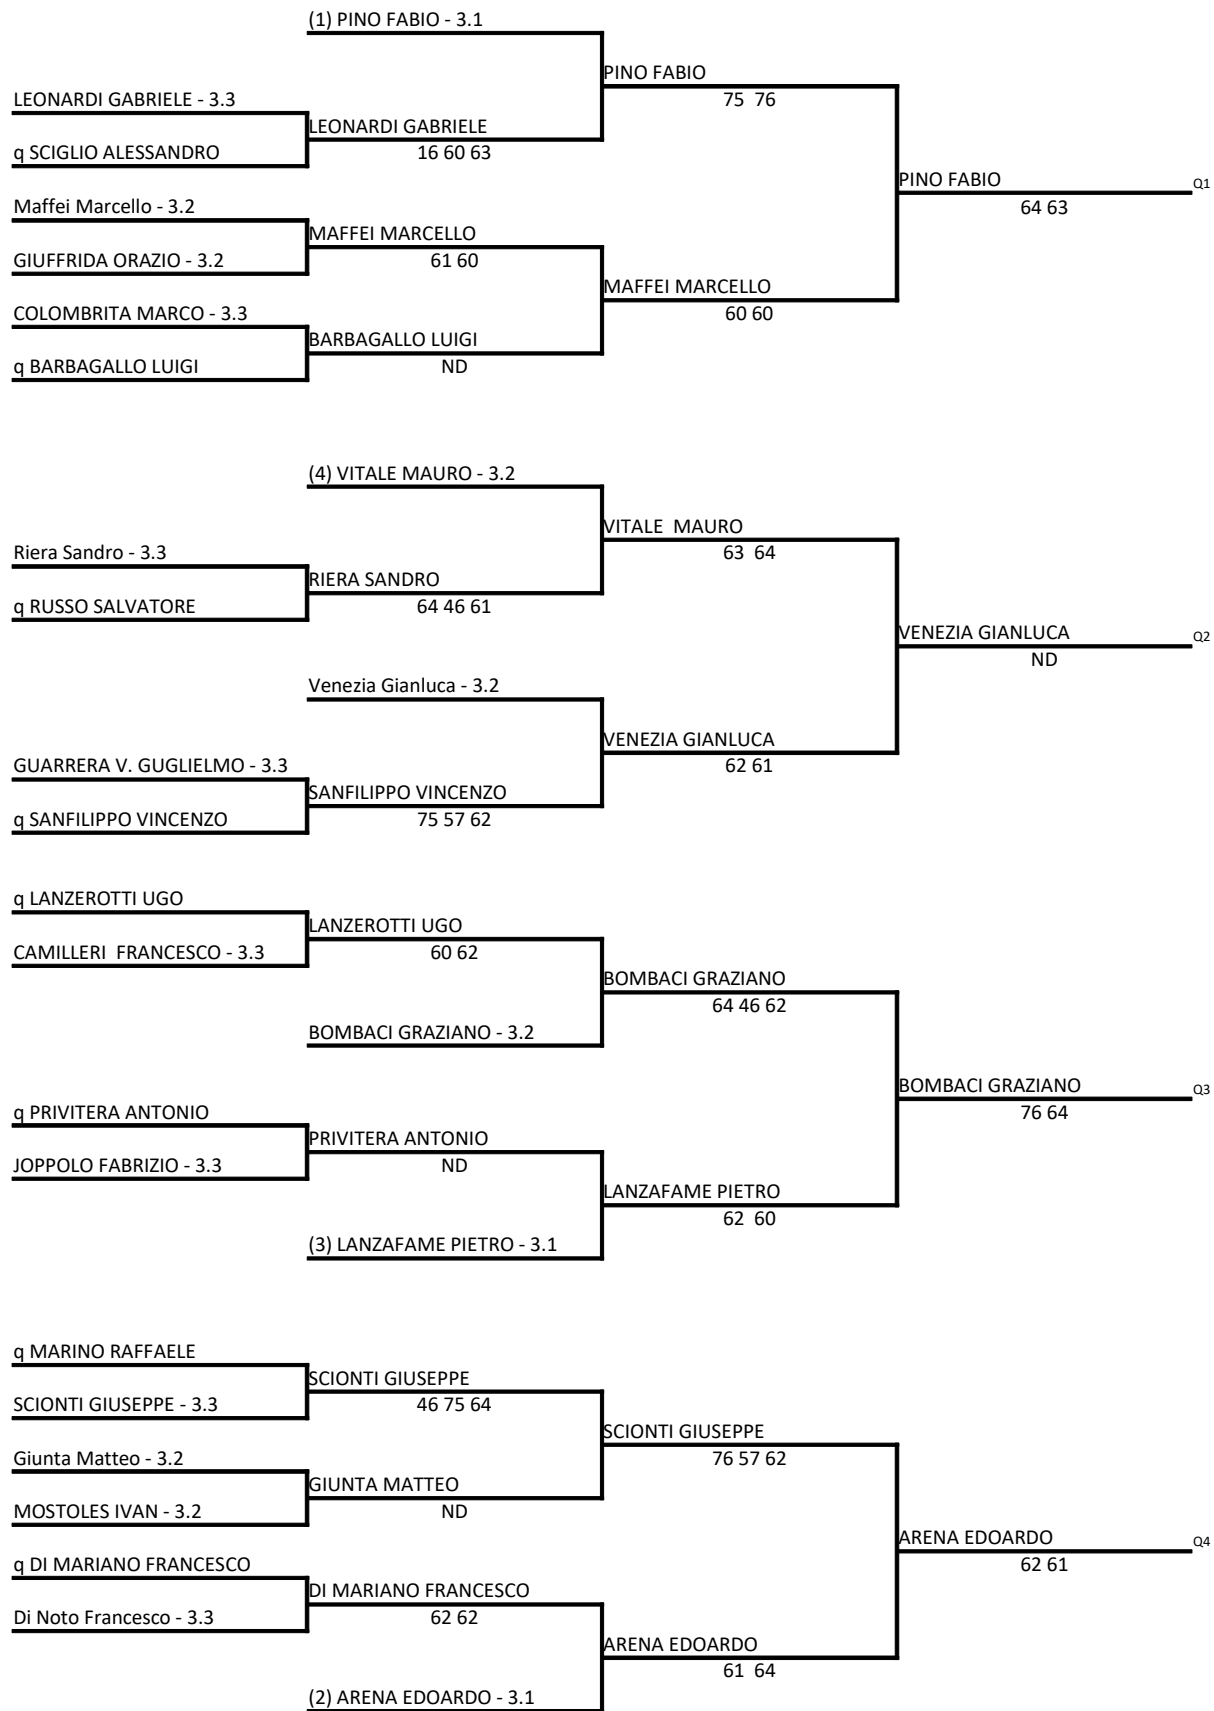 (1) PINO FABIO - 3.1
PINO FABIO
LEONARDI GABRIELE - 3.3
75 76
LEONARDI GABRIELE
q SCIGLIO ALESSANDRO
16 60 63
PINO FABIO
Q1
Maffei Marcello - 3.2
64 63
MAFFEI MARCELLO
GIUFFRIDA ORAZIO - 3.2
61 60
MAFFEI MARCELLO
COLOMBRITA MARCO - 3.3
60 60
BARBAGALLO LUIGI
q BARBAGALLO LUIGI
ND
(4) VITALE MAURO - 3.2
VITALE  MAURO
Riera Sandro - 3.3
63 64
RIERA SANDRO
q RUSSO SALVATORE
64 46 61
VENEZIA GIANLUCA
Q2
ND
Venezia Gianluca - 3.2
VENEZIA GIANLUCA
GUARRERA V. GUGLIELMO - 3.3
62 61
SANFILIPPO VINCENZO
q SANFILIPPO VINCENZO
75 57 62
q LANZEROTTI UGO
LANZEROTTI UGO
CAMILLERI  FRANCESCO - 3.3
60 62
BOMBACI GRAZIANO
64 46 62
BOMBACI GRAZIANO - 3.2
BOMBACI GRAZIANO
Q3
q PRIVITERA ANTONIO
76 64
PRIVITERA ANTONIO
JOPPOLO FABRIZIO - 3.3
ND
LANZAFAME PIETRO
62 60
(3) LANZAFAME PIETRO - 3.1
q MARINO RAFFAELE
SCIONTI GIUSEPPE
SCIONTI GIUSEPPE - 3.3
46 75 64
SCIONTI GIUSEPPE
Giunta Matteo - 3.2
76 57 62
GIUNTA MATTEO
MOSTOLES IVAN - 3.2
ND
ARENA EDOARDO
Q4
q DI MARIANO FRANCESCO
62 61
DI MARIANO FRANCESCO
Di Noto Francesco - 3.3
62 62
ARENA EDOARDO
61 64
(2) ARENA EDOARDO - 3.1